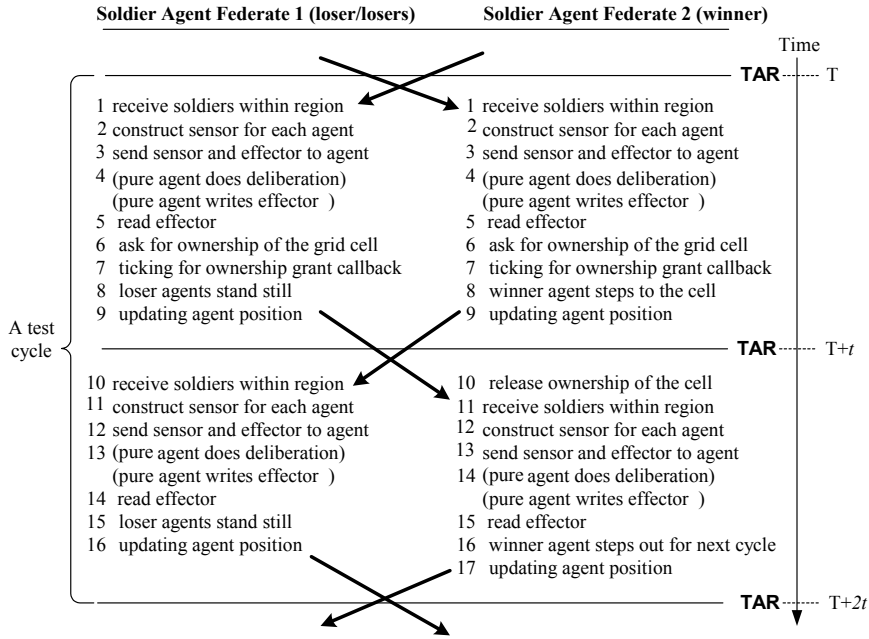 Soldier Agent Federate 1 (loser/losers)
Soldier Agent Federate 2 (winner)
Time
TAR
T
A test
cycle
1 receive soldiers within region
2 construct sensor for each agent
3 send sensor and effector to agent
4 (pure agent does deliberation)
(pure agent writes effector )
5 read effector
6 ask for ownership of the grid cell
7 ticking for ownership grant callback
8 loser agents stand still
9 updating agent position
1 receive soldiers within region
2 construct sensor for each agent
3 send sensor and effector to agent
4 (pure agent does deliberation)
(pure agent writes effector )
5 read effector
6 ask for ownership of the grid cell
7 ticking for ownership grant callback
8 winner agent steps to the cell
9 updating agent position
TAR
T+t
10 receive soldiers within region
11 construct sensor for each agent
12 send sensor and effector to agent
13 (pure agent does deliberation)
(pure agent writes effector )
14 read effector
15 loser agents stand still
16 updating agent position
10 release ownership of the cell
11 receive soldiers within region
12 construct sensor for each agent
13 send sensor and effector to agent
14 (pure agent does deliberation)
(pure agent writes effector )
15 read effector
16 winner agent steps out for next cycle
17 updating agent position
TAR
T+2t